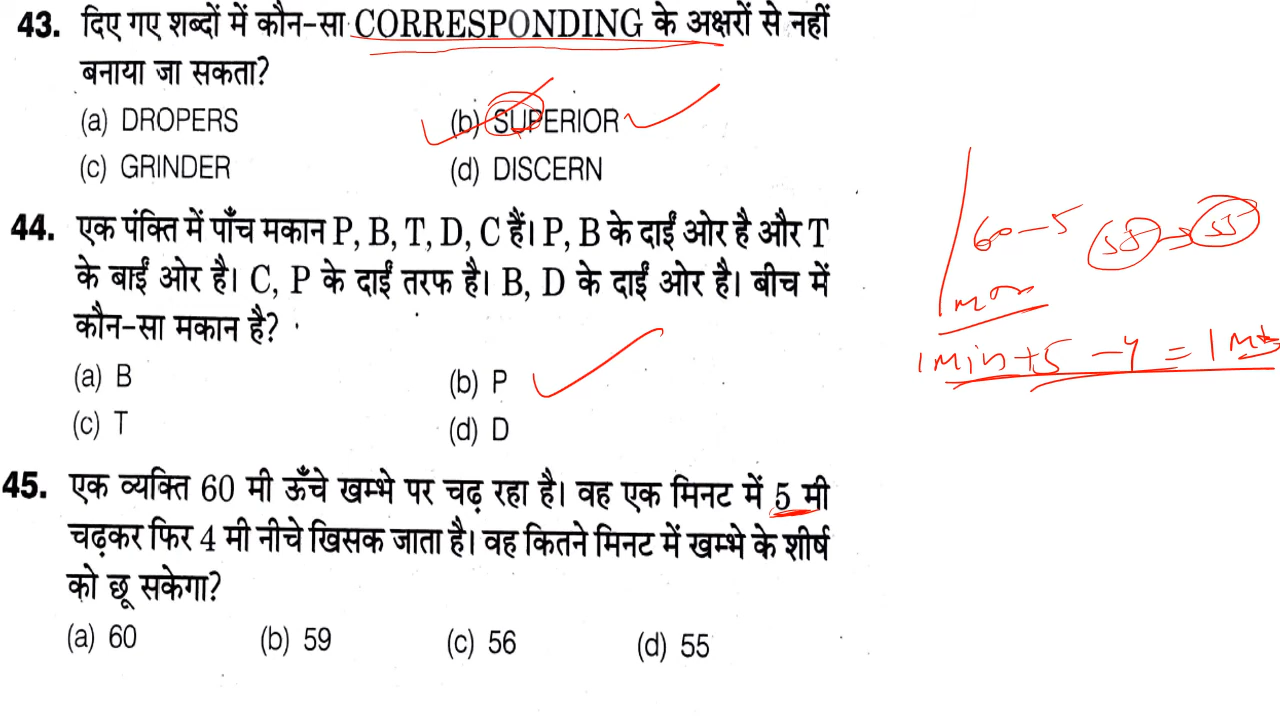 43. दिए गए शब्दों में कौन-सा CORRESPONDING के अक्षरों से नहीं
बनाया जा सकता?
(a) DROPERS (b) SUPERIOR
(c) GRINDER (d) DISCERN
44. एक पंक्ति में पाँच मकान P, B, T, D, C हैं। P, B के दाईं ओर है और T
के बाईं ओर है। C, P के दाईं तरफ है। B, D के दाईं ओर है। बीच में
कौन-सा मकान है?
(a) B (b) P
(c) T (d) D
45. एक व्यक्ति 60 मी ऊँचे खम्भे पर चढ़ रहा है। वह एक मिनट में 5 मी
चढ़कर फिर 4 मी नीचे खिसक जाता है। वह कितने मिनट में खम्भे के शीर्ष
को छू सकेगा?
(a) 60 (b) 59 (c) 56 (d) 55
60-5
1 min +5 -4 = 1